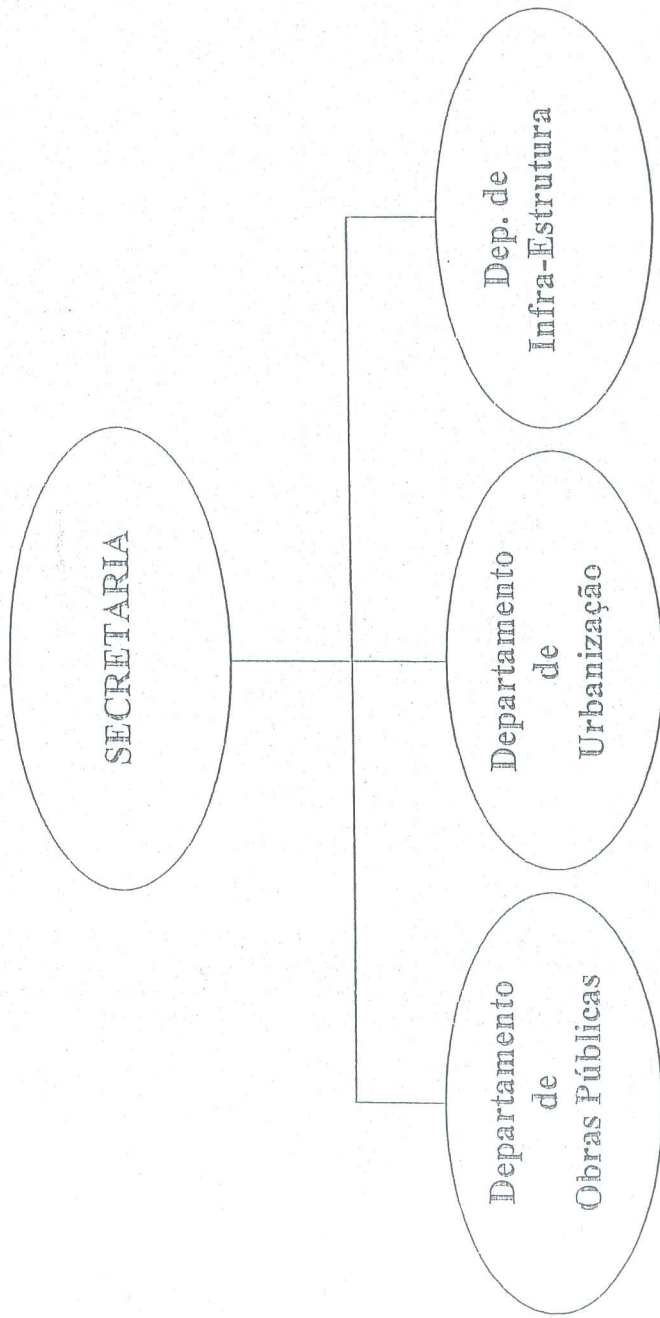 SECRETARIA
Departamento
de
Obras Públicas
Departamento
de
Urbanização
Dep. de
Infra-Estrutura